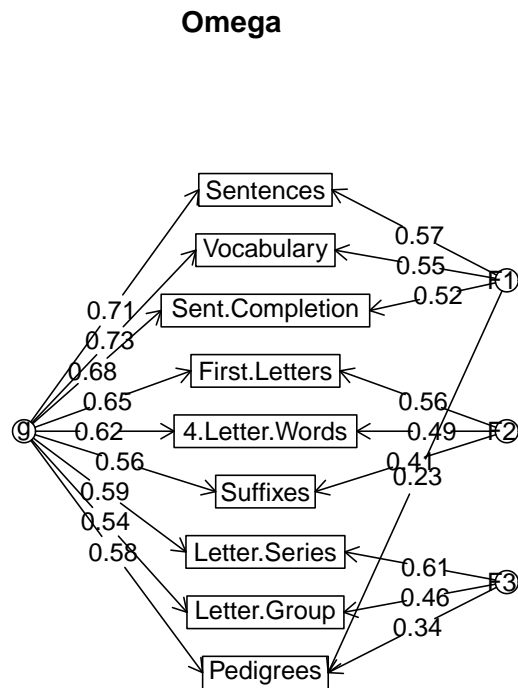 Omega
Sentences
0.57
Vocabulary
0.55
F1
0.52
Sent.Completion
0.71
0.73
0.68
First.Letters
0.65
0.56
g
0.62
4.Letter.Words
0.49
F2
0.56
0.41
Suffixes
0.23
0.59
0.54
Letter.Series
0.58
0.61
F3
0.46
Letter.Group
0.34
Pedigrees